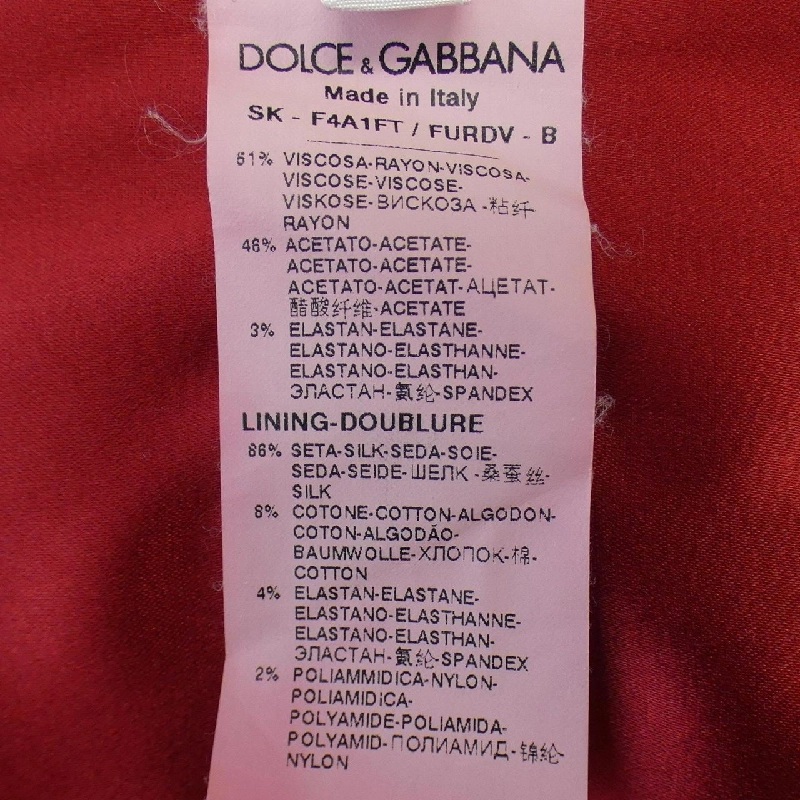 DOLCE & GABBANA
Made in Italy
SK - F4A1FT / FURDV - B
51% VISCOSA-RAYON-VISCOSA-
VISCOSE-VISCOSE-
VISKOSE-ВИСКОЗА-粘纤-
RAYON
46% ACETATO-ACETATE-
ACETATO-ACETATE-
ACETATO-ACETAT-АЦЕТАТ-
醋酸纤维-ACETATE
3% ELASTAN-ELASTANE-
ELASTANO-ELASTHANNE-
ELASTANO-ELASTHAN-
ЭЛАСТАН-氨纶-SPANDEX
LINING-DOUBLURE
86% SETA-SILK-SEDA-SOIE-
SEDA-SEIDE-ШЕЛК-桑蚕丝-
SILK
8% COTONE-COTTON-ALGODON-
COTON-ALGODÃO-
BAUMWOLLE-ХЛОПОК-棉-
COTTON
4% ELASTAN-ELASTANE-
ELASTANO-ELASTHANNE-
ELASTANO-ELASTHAN-
ЭЛАСТАН-氨纶-SPANDEX
2% POLIAMMIDICA-NYLON-
POLIAMIDICA-
POLYAMIDE-POLIAMIDA-
POLYAMID-ПОЛИАМИД-锦纶-
NYLON